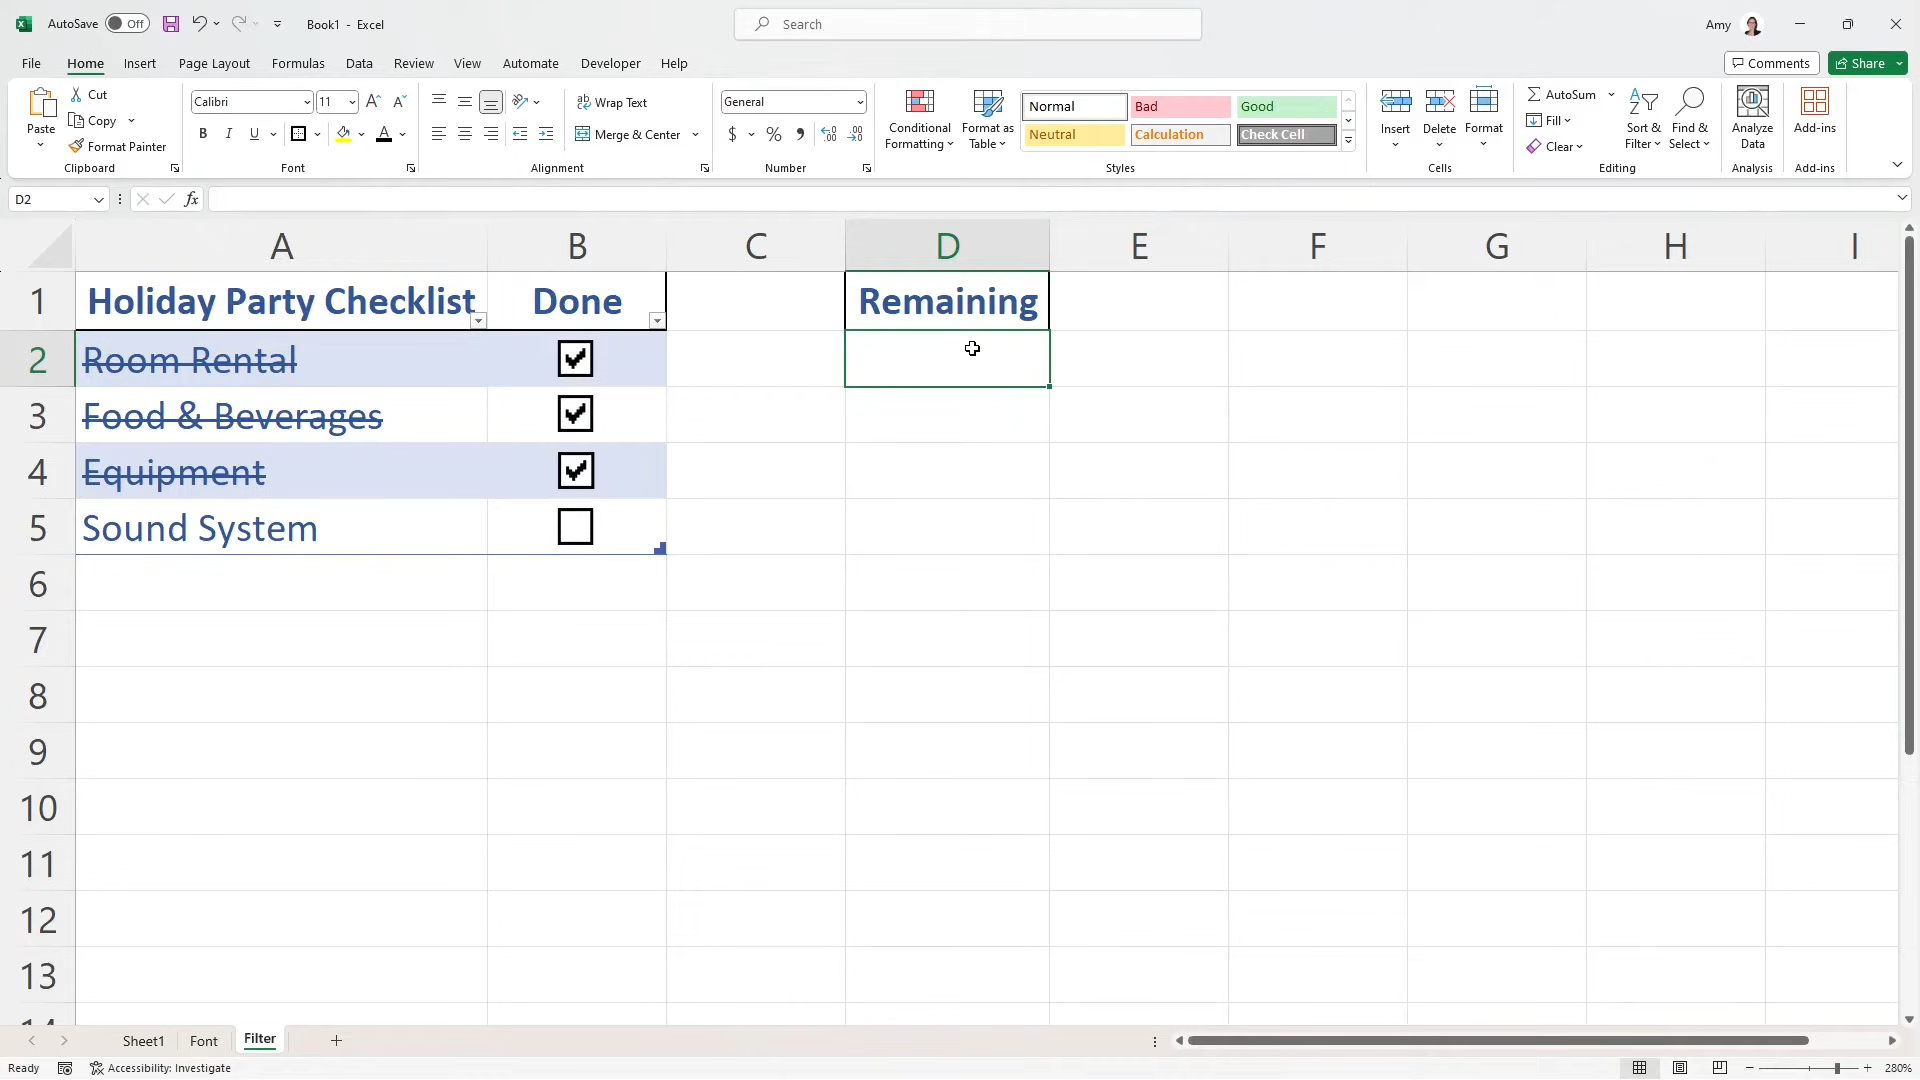 AutoSave Off Book1 - Excel Search Amy
File Home Insert Page Layout Formulas Data Review View Automate Developer Help Comments Share
Paste Cut Copy Format Painter Clipboard
Calibri 11 B I U A Font
Wrap Text Merge & Center Alignment
General $ % Number
Conditional Formatting Format as Table
Normal Bad Good
Neutral Calculation Check Cell
Styles
Insert Delete Format Cells
AutoSum Fill Clear Sort & Filter Find & Select Editing
Analyze Data Analysis
Add-ins Add-ins
D2 fx
A B C D E F G H I
1 Holiday Party Checklist Done Remaining
2 Room Rental
3 Food & Beverages
4 Equipment
5 Sound System
6
7
8
9
10
11
12
13
14
Sheet1 Font Filter
Ready Accessibility: Investigate 280%